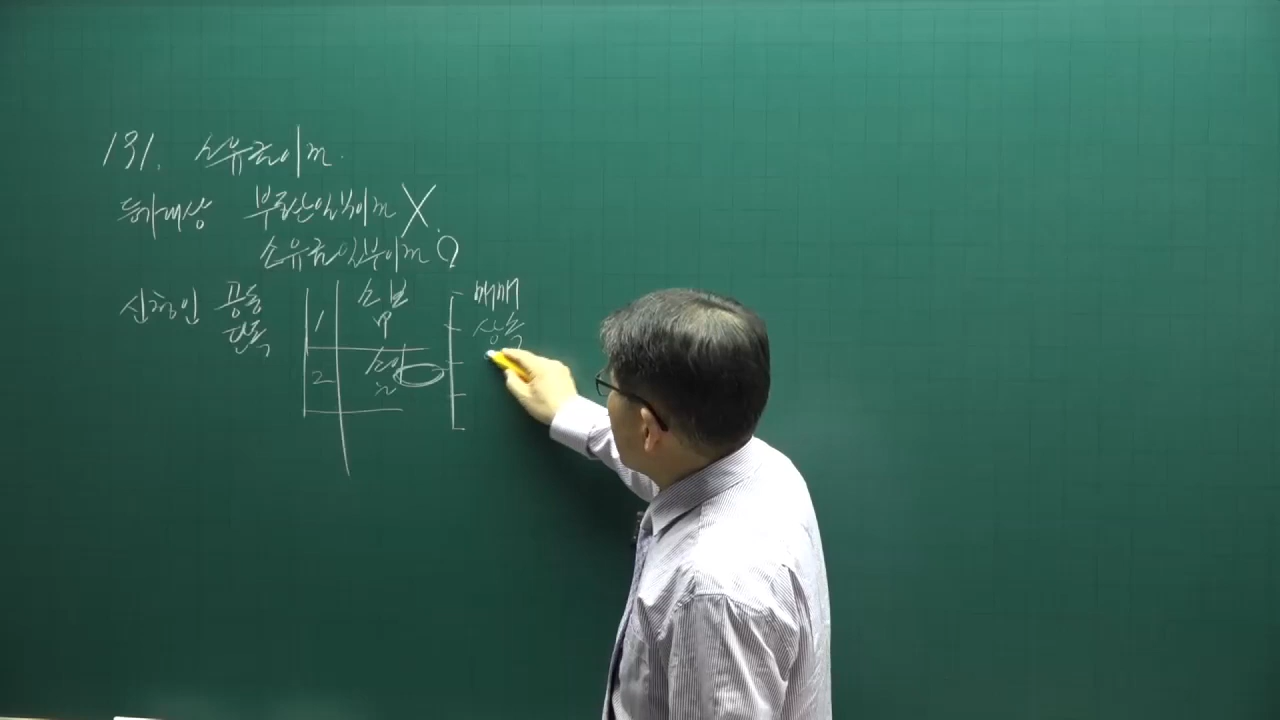 131. 소유권이전.
등기대상 부동산일부이전 X.
소유권일부이전 O
신청인 공동
단독
1 소보
2 소이
매매
상속